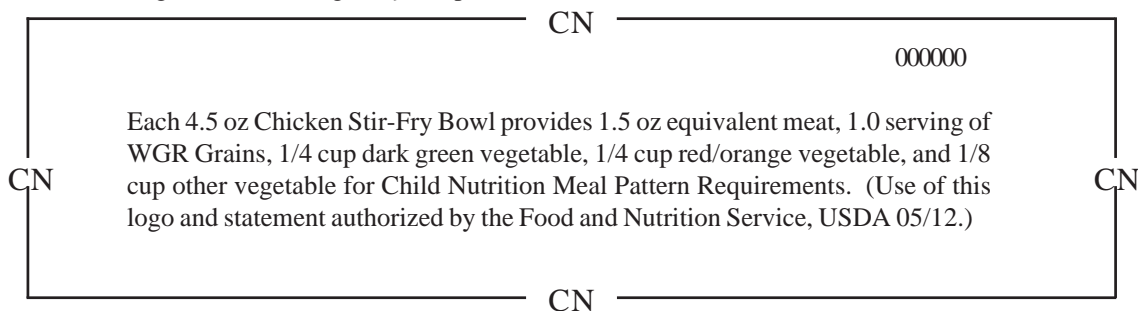 CN
000000
Each 4.5 oz Chicken Stir-Fry Bowl provides 1.5 oz equivalent meat, 1.0 serving of
WGR Grains, 1/4 cup dark green vegetable, 1/4 cup red/orange vegetable, and 1/8
CN cup other vegetable for Child Nutrition Meal Pattern Requirements. (Use of this CN
logo and statement authorized by the Food and Nutrition Service, USDA 05/12.)
CN